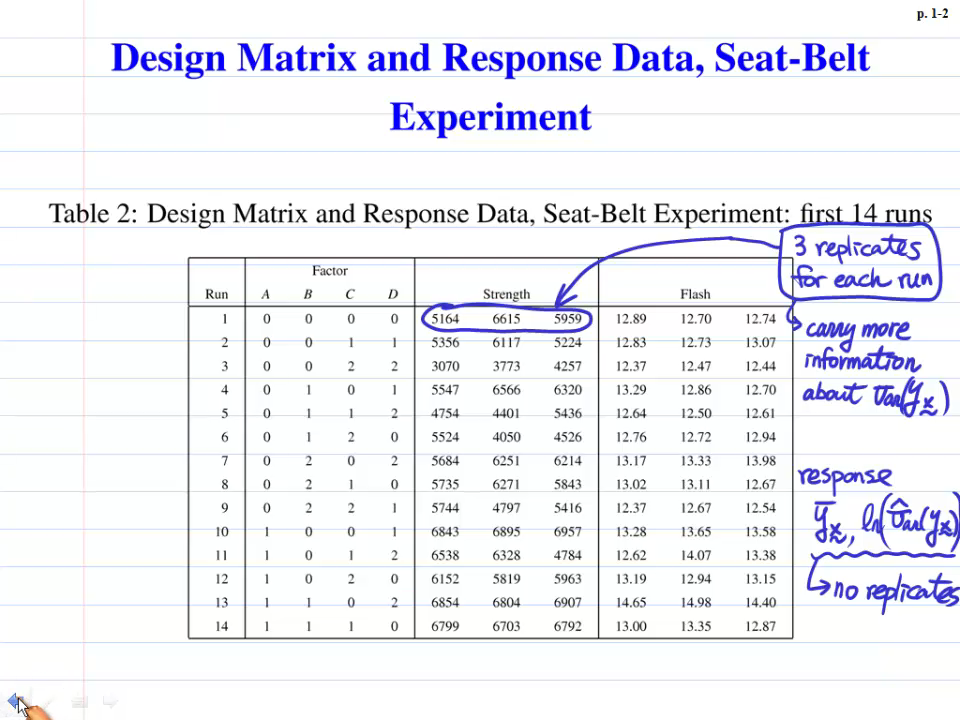 p. 1-2
Design Matrix and Response Data, Seat-Belt
Experiment
Table 2: Design Matrix and Response Data, Seat-Belt Experiment: first 14 runs
Factor
Run A B C D Strength Flash
1 0 0 0 0 5164 6615 5959 12.89 12.70 12.74
2 0 0 1 1 5356 6117 5224 12.83 12.73 13.07
3 0 0 2 2 3070 3773 4257 12.37 12.47 12.44
4 0 1 0 1 5547 6566 6320 13.29 12.86 12.70
5 0 1 1 2 4754 4401 5436 12.64 12.50 12.61
6 0 1 2 0 5524 4050 4526 12.76 12.72 12.94
7 0 2 0 2 5684 6251 6214 13.17 13.33 13.98
8 0 2 1 0 5735 6271 5843 13.02 13.11 12.67
9 0 2 2 1 5744 4797 5416 12.37 12.67 12.54
10 1 0 0 1 6843 6895 6957 13.28 13.65 13.58
11 1 0 1 2 6538 6328 4784 12.62 14.07 13.38
12 1 0 2 0 6152 5819 5963 13.19 12.94 13.15
13 1 1 0 2 6854 6804 6907 14.65 14.98 14.40
14 1 1 1 0 6799 6703 6792 13.00 13.35 12.87
3 replicates
for each run
carry more
information
about Var(y_x)
response
ȳ_x, ln(V̂ar(y_x)
no replicates